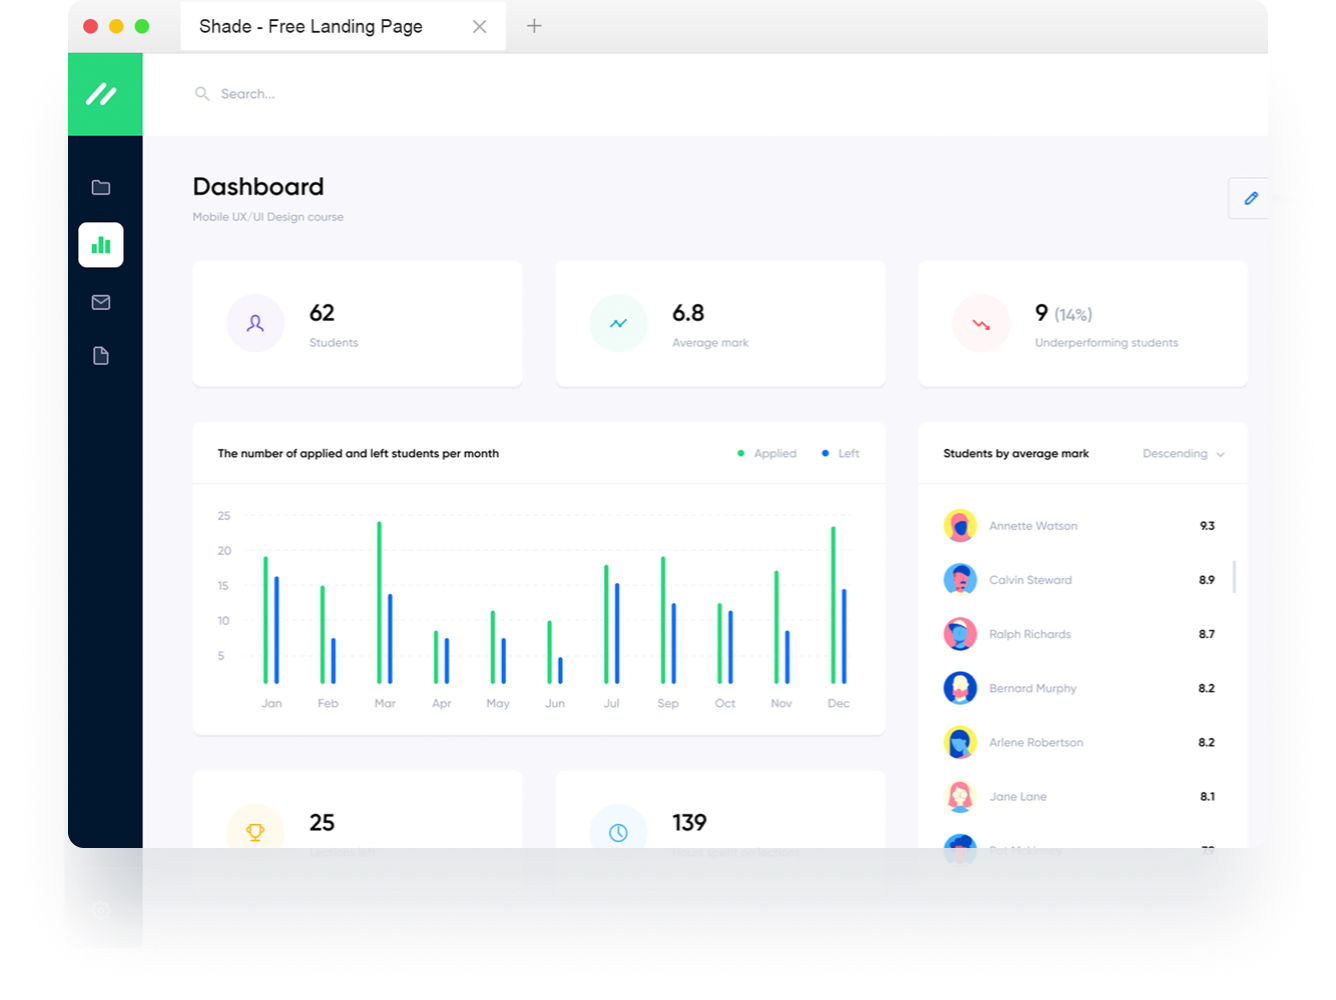 Shade - Free Landing Page
Search...
Dashboard
Mobile UX/UI Design course
62
Students
6.8
Average mark
9 (14%)
Underperforming students
The number of applied and left students per month
Applied
Left
25
20
15
10
5
Jan Feb Mar Apr May Jun Jul Sep Oct Nov Dec
Students by average mark
Descending
Annette Watson 9.3
Calvin Steward 8.9
Ralph Richards 8.7
Bernard Murphy 8.2
Arlene Robertson 8.2
Jane Lane 8.1
7.9
25
139